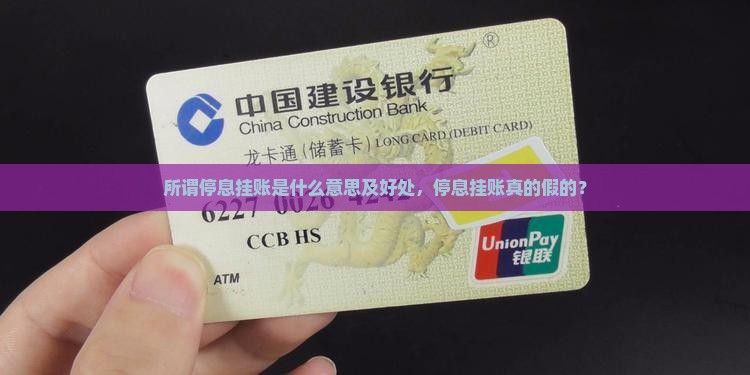 ®
中国建设银行
China Construction Bank
龙卡通(储蓄卡) LONG CARD (DEBIT CARD)
所谓停息挂账是什么意思及好处，停息挂账真的假的？
6227 0026 4242
CCB HS
UnionPay
银联
ATM